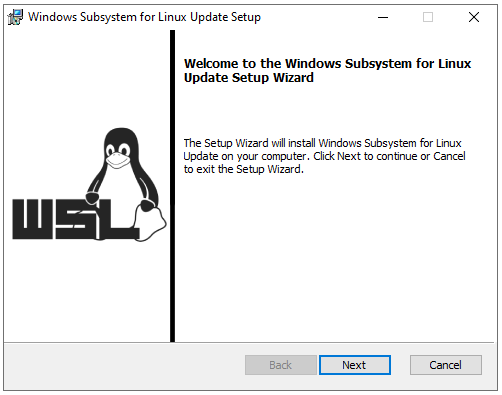 Windows Subsystem for Linux Update Setup
Welcome to the Windows Subsystem for Linux
Update Setup Wizard
The Setup Wizard will install Windows Subsystem for Linux
Update on your computer. Click Next to continue or Cancel
to exit the Setup Wizard.
WSL
Back
Next
Cancel